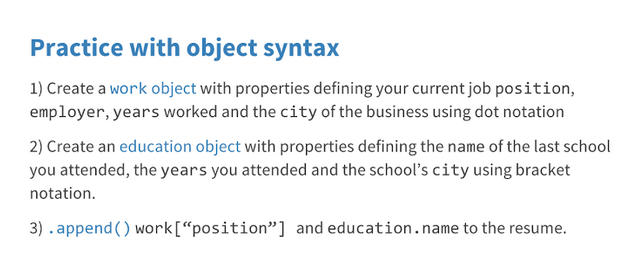 Practice with object syntax
1) Create a work object with properties defining your current job position,
employer, years worked and the city of the business using dot notation
2) Create an education object with properties defining the name of the last school
you attended, the years you attended and the school’s city using bracket
notation.
3) .append() work[“position”] and education.name to the resume.